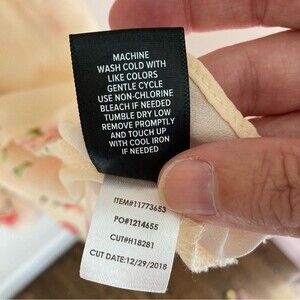 MACHINE
WASH COLD WITH
LIKE COLORS
GENTLE CYCLE
USE NON-CHLORINE
BLEACH IF NEEDED
TUMBLE DRY LOW
REMOVE PROMPTLY
AND TOUCH UP
WITH COOL IRON
IF NEEDED
ITEM#11773653
PO#1214655
CUT#H18281
CUT DATE:12/29/2018